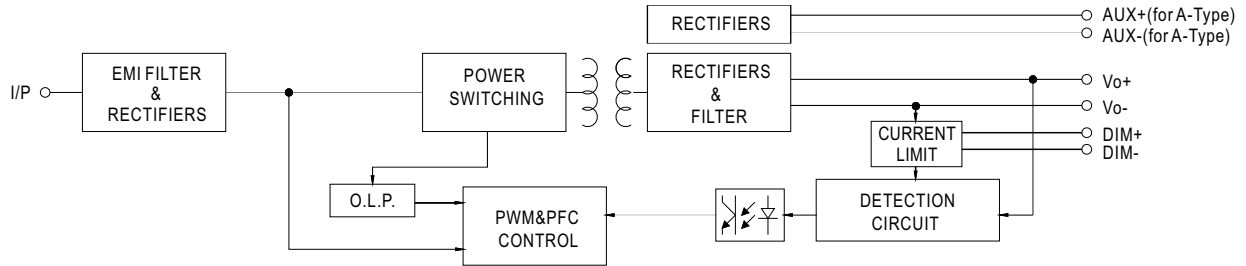 RECTIFIERS
AUX+(for A-Type)
AUX-(for A-Type)
I/P
EMI FILTER
&
RECTIFIERS
POWER
SWITCHING
RECTIFIERS
&
FILTER
Vo+
Vo-
CURRENT
LIMIT
DIM+
DIM-
O.L.P.
PWM&PFC
CONTROL
DETECTION
CIRCUIT